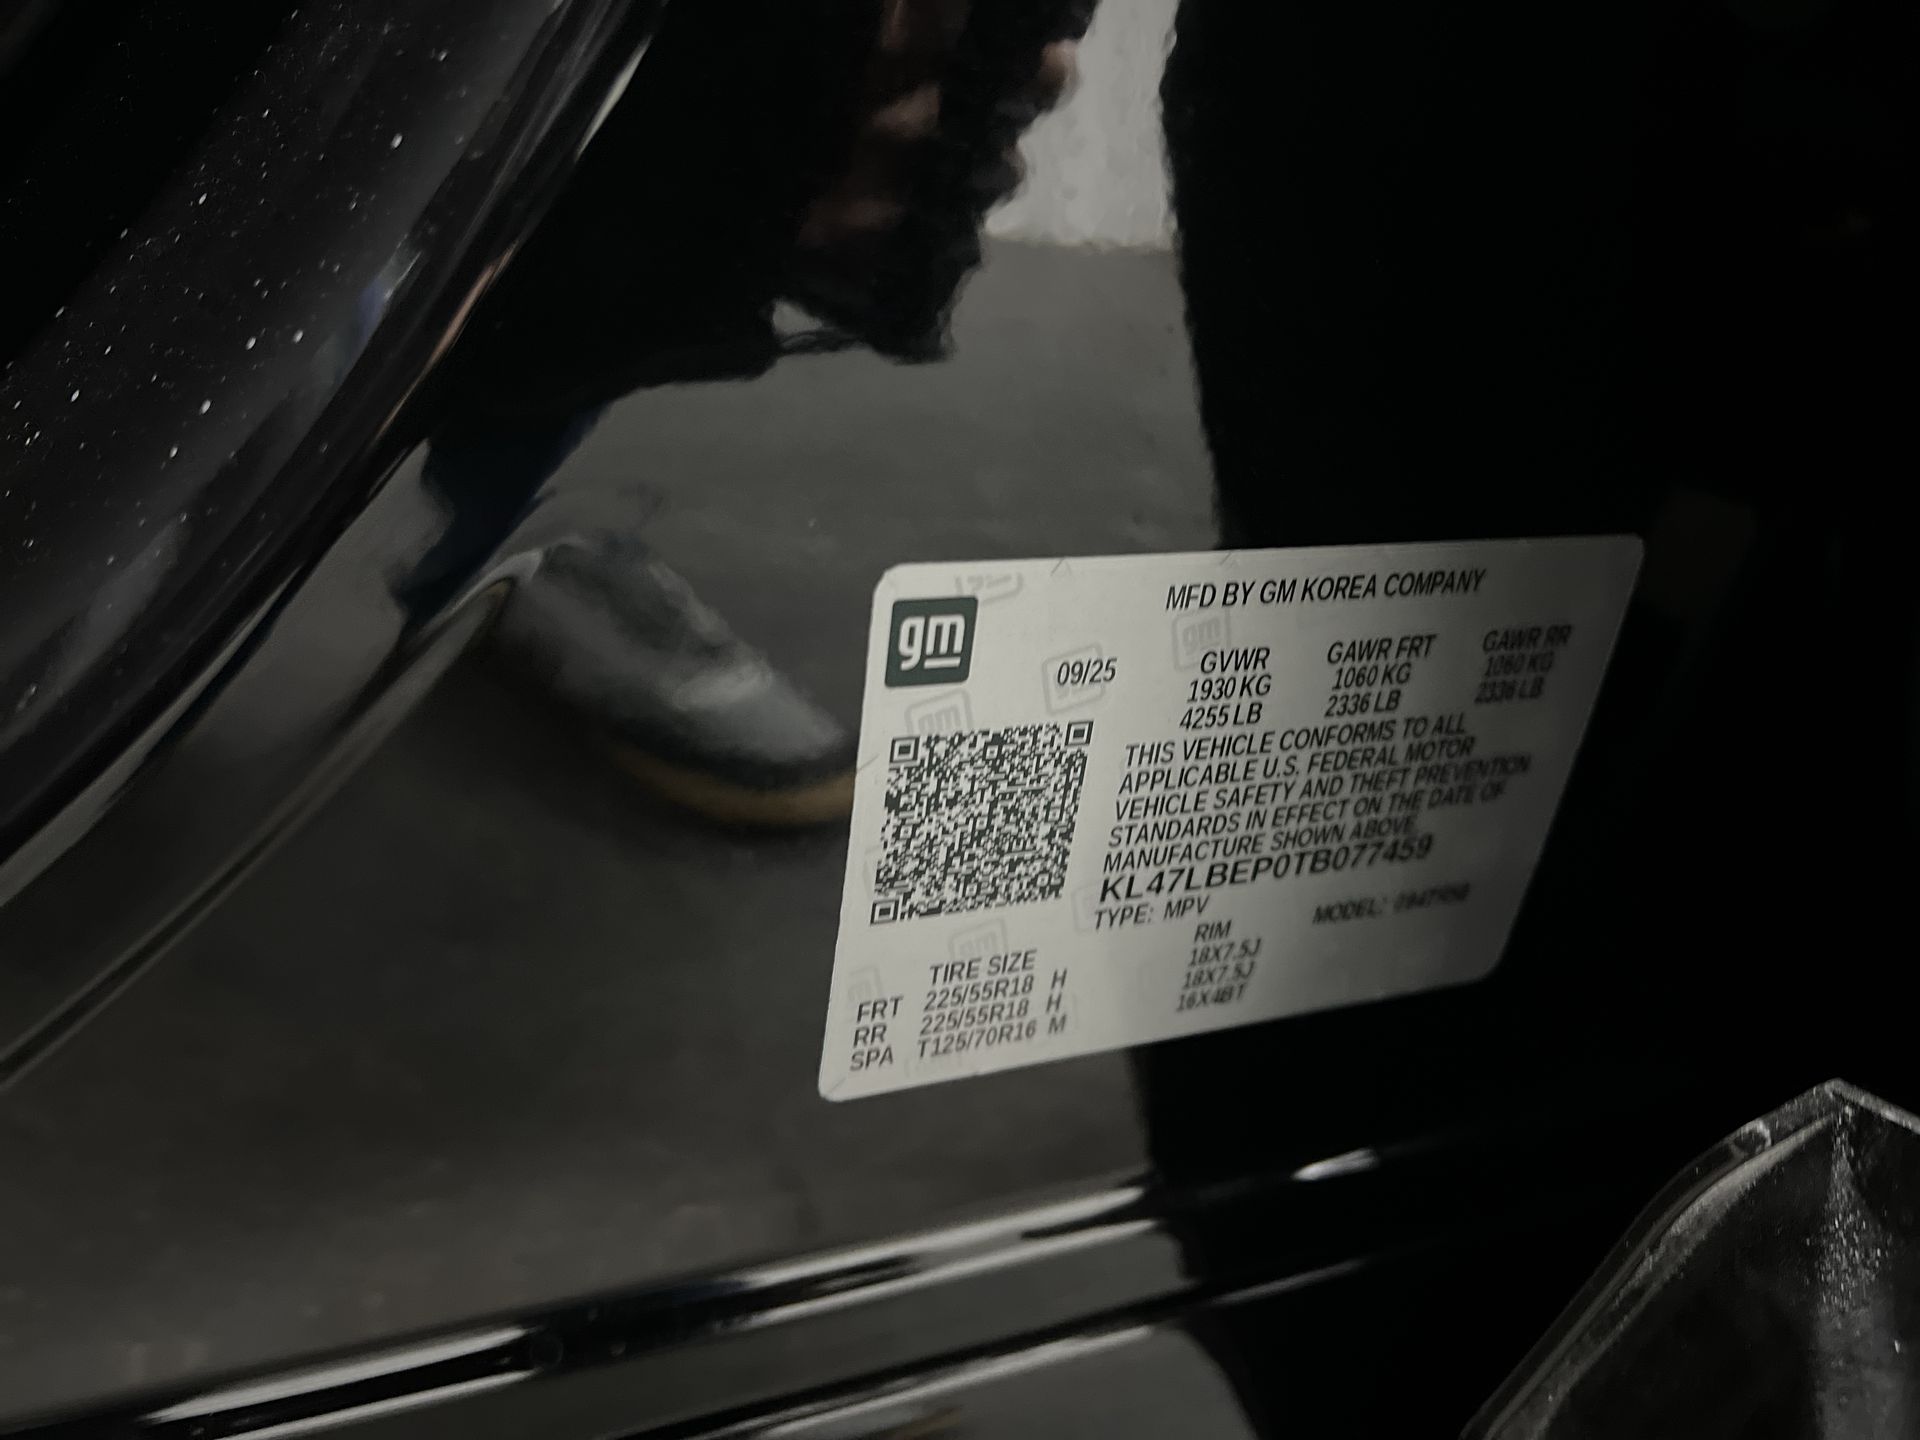 MFD BY GM KOREA COMPANY
gm
09/25 GVWR GAWR FRT GAWR RR
1930 KG 1060 KG 1060 KG
4255 LB 2336 LB 2336 LB
THIS VEHICLE CONFORMS TO ALL
APPLICABLE U.S. FEDERAL MOTOR
VEHICLE SAFETY AND THEFT PREVENTION
STANDARDS IN EFFECT ON THE DATE OF
MANUFACTURE SHOWN ABOVE
KL47LBEP0TB077459
TYPE: MPV MODEL:
TIRE SIZE RIM
FRT 225/55R18 H 18X7.5J
RR 225/55R18 H 18X7.5J
SPA T125/70R16 M 16X4BT